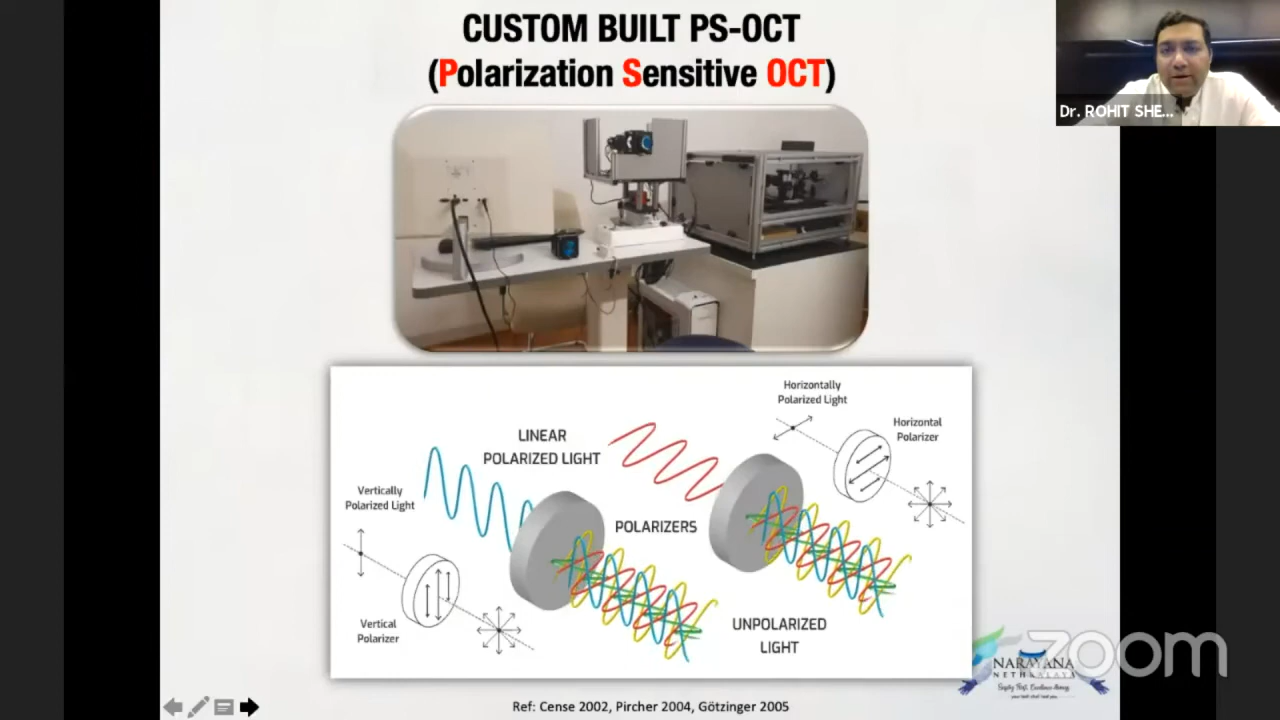 CUSTOM BUILT PS-OCT
(Polarization Sensitive OCT)
Dr. ROHIT SHE...
Horizontally
Polarized Light
Horizontal
Polarizer
LINEAR
POLARIZED LIGHT
Vertically
Polarized Light
POLARIZERS
Vertical
Polarizer
UNPOLARIZED
LIGHT
zoom
NARAYANA
NETHRALAYA
Ref: Cense 2002, Pircher 2004, Götzinger 2005